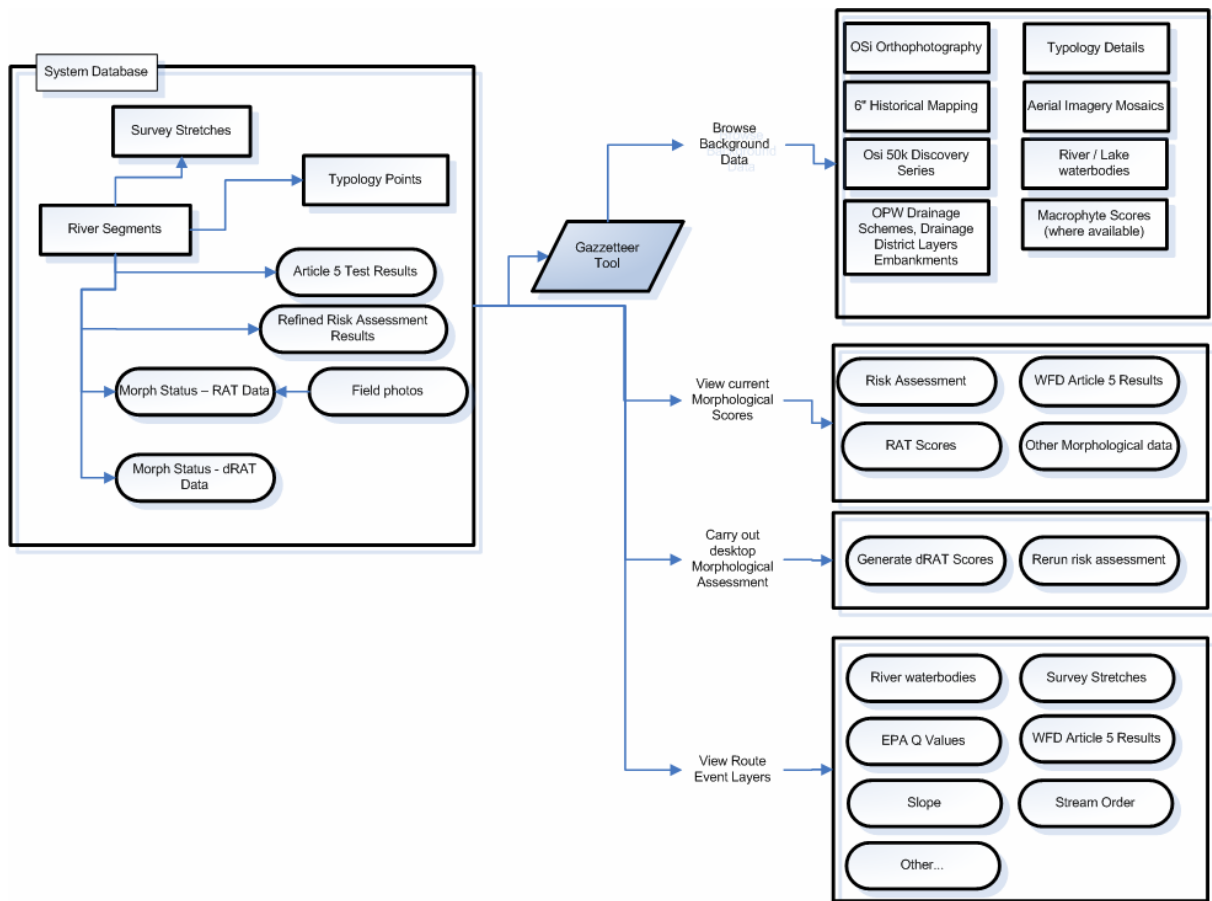 System Database
Survey Stretches
Typology Points
River Segments
Article 5 Test Results
Refined Risk Assessment
Results
Morph Status – RAT Data
Field photos
Morph Status - dRAT
Data
Gazzetteer
Tool
Browse
Background
Data
OSi Orthophotography
Typology Details
6" Historical Mapping
Aerial Imagery Mosaics
Osi 50k Discovery
Series
River / Lake
waterbodies
OPW Drainage
Schemes, Drainage
District Layers
Embankments
Macrophyte Scores
(where available)
View current
Morphological
Scores
Risk Assessment
WFD Article 5 Results
RAT Scores
Other Morphological data
Carry out
desktop
Morphological
Assessment
Generate dRAT Scores
Rerun risk assessment
View Route
Event Layers
River waterbodies
Survey Stretches
EPA Q Values
WFD Article 5 Results
Slope
Stream Order
Other...